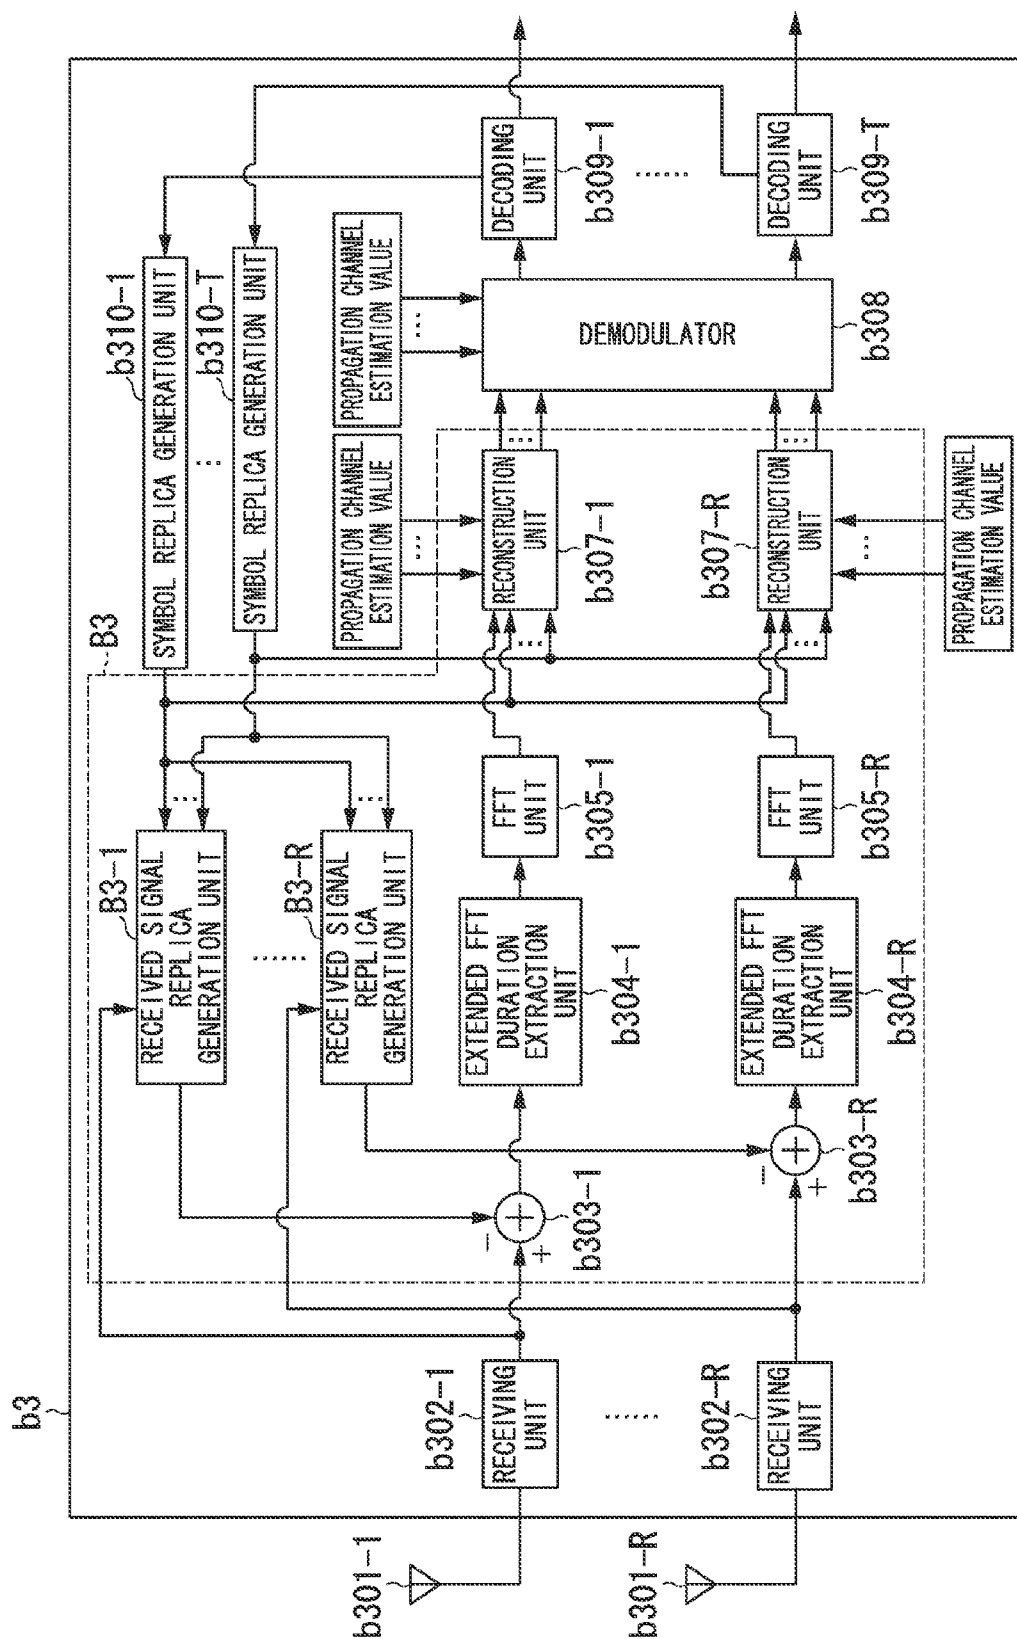 b3
b301-1
b301-R
b302-1
RECEIVING
UNIT
b302-R
RECEIVING
UNIT
B3
B3-1
RECEIVED SIGNAL
REPLICA
GENERATION UNIT
B3-R
RECEIVED SIGNAL
REPLICA
GENERATION UNIT
−
+
+
b303-1
−
+
+
b303-R
EXTENDED FFT
DURATION
EXTRACTION
UNIT
b304-1
EXTENDED FFT
DURATION
EXTRACTION
UNIT
b304-R
FFT
UNIT
b305-1
FFT
UNIT
b305-R
b310-1
SYMBOL REPLICA GENERATION UNIT
b310-T
SYMBOL REPLICA GENERATION UNIT
PROPAGATION CHANNEL
ESTIMATION VALUE
PROPAGATION CHANNEL
ESTIMATION VALUE
RECONSTRUCTION
UNIT
b307-1
b307-R
RECONSTRUCTION
UNIT
PROPAGATION CHANNEL
ESTIMATION VALUE
DEMODULATOR
b308
DECODING
UNIT
b309-1
DECODING
UNIT
b309-T